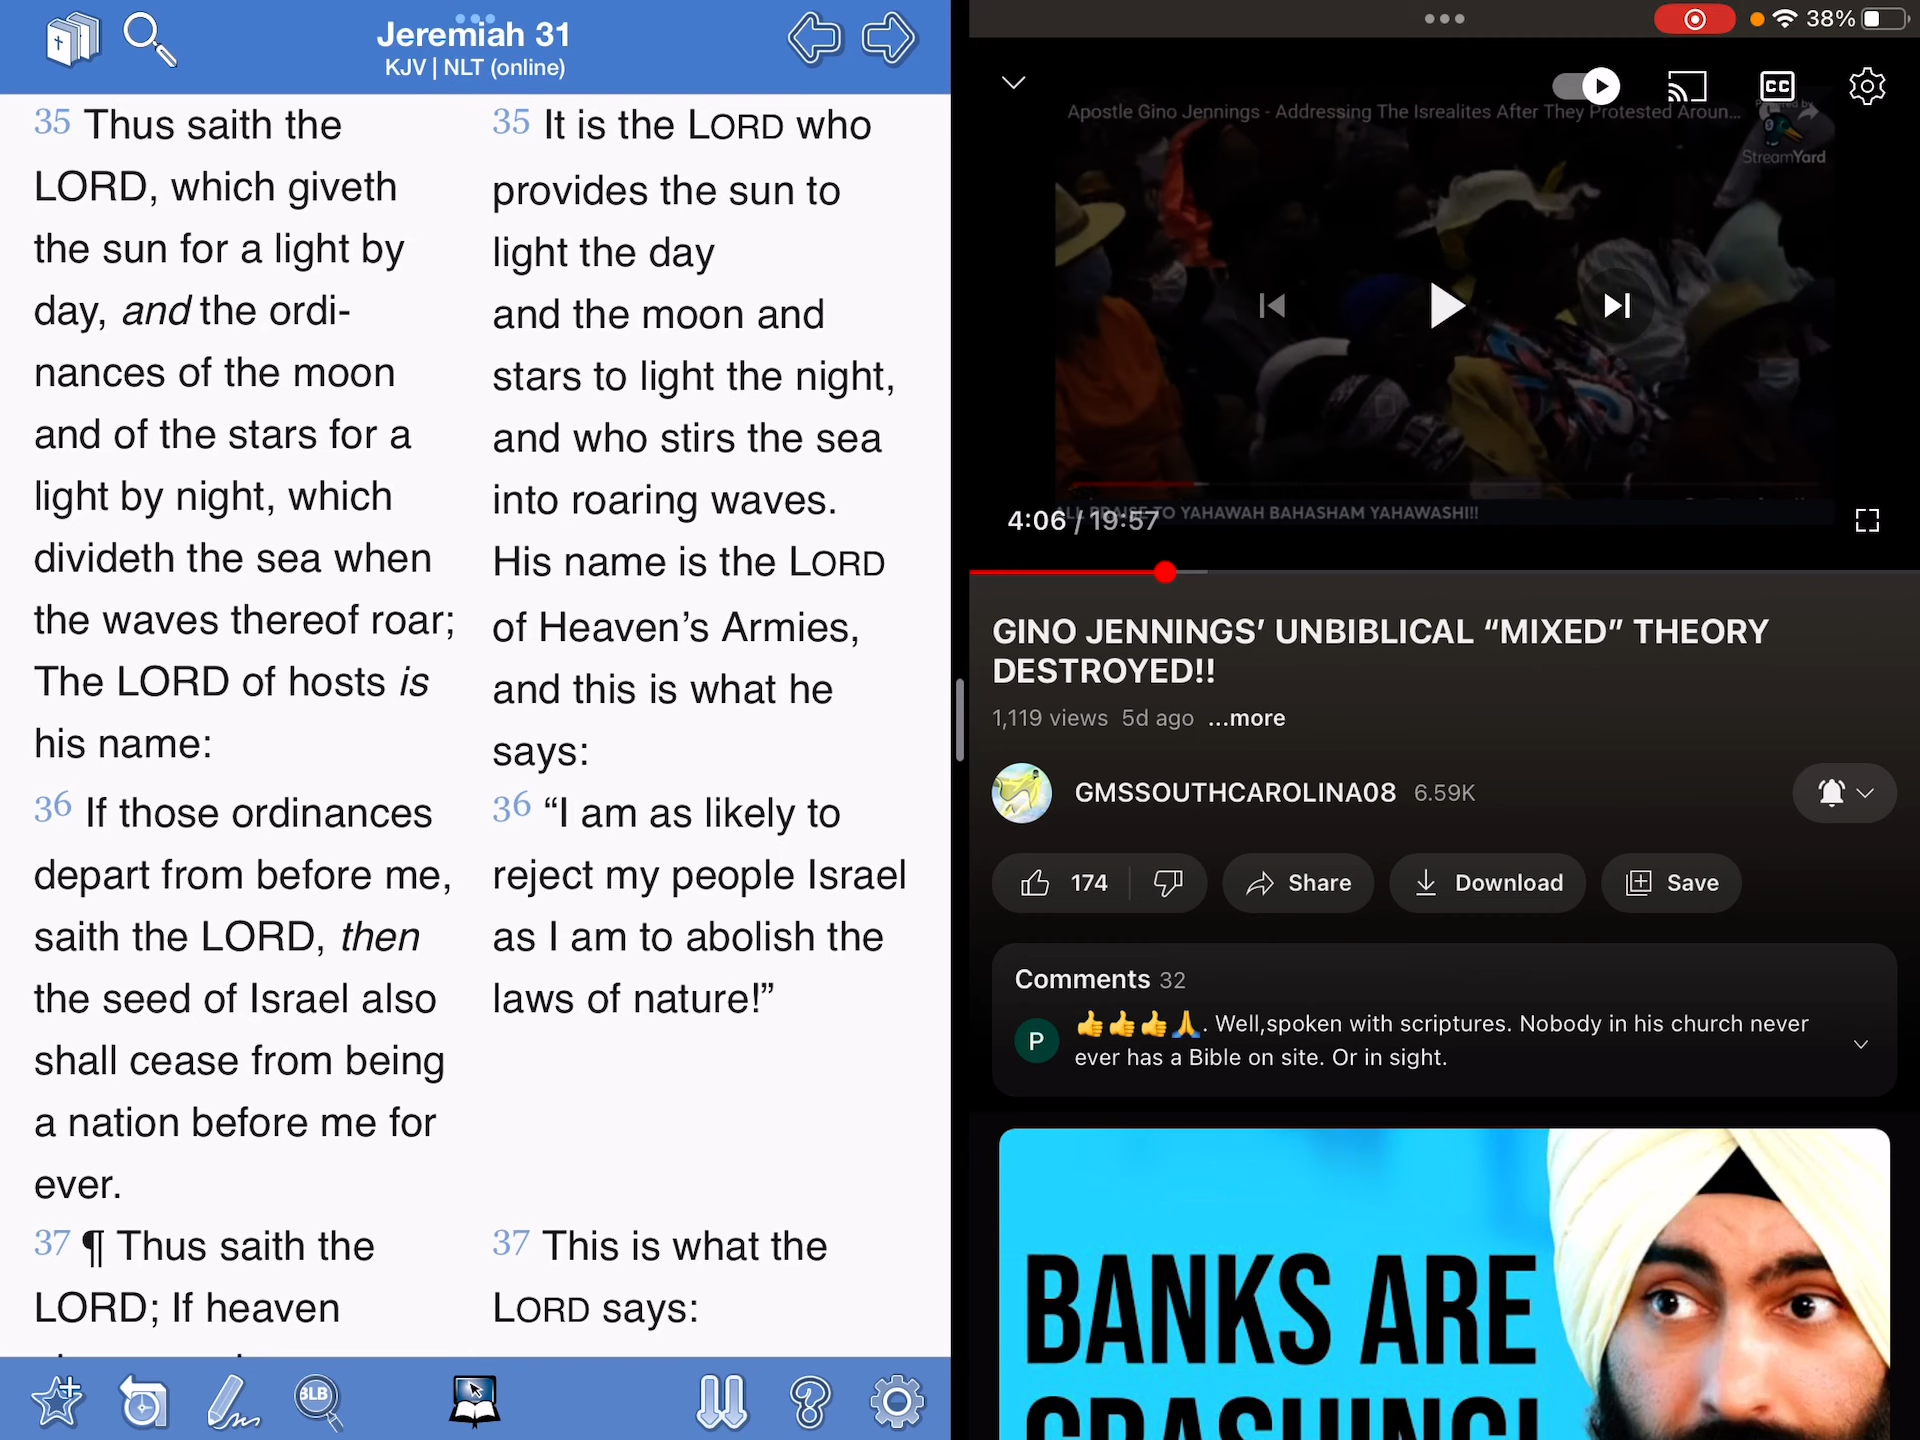 Jeremiah 31
KJV | NLT (online)
35 Thus saith the
LORD, which giveth
the sun for a light by
day, and the ordi-
nances of the moon
and of the stars for a
light by night, which
divideth the sea when
the waves thereof roar;
The LORD of hosts is
his name:
36 If those ordinances
depart from before me,
saith the LORD, then
the seed of Israel also
shall cease from being
a nation before me for
ever.
37 ¶ Thus saith the
LORD; If heaven
35 It is the LORD who
provides the sun to
light the day
and the moon and
stars to light the night,
and who stirs the sea
into roaring waves.
His name is the LORD
of Heaven’s Armies,
and this is what he
says:
36 “I am as likely to
reject my people Israel
as I am to abolish the
laws of nature!”
37 This is what the
LORD says:
BLB
38%
CC
Apostle Gino Jennings - Addressing The Isrealites After They Protested Aroun...
StreamYard
4:06 / 19:57
ALL PRAISE TO YAHAWAH BAHASHAM YAHAWASHI!!
GINO JENNINGS’ UNBIBLICAL “MIXED” THEORY
DESTROYED!!
1,119 views 5d ago ...more
GMSSOUTHCAROLINA08 6.59K
174
Share
Download
Save
Comments 32
P
👍👍👍🙏. Well,spoken with scriptures. Nobody in his church never
ever has a Bible on site. Or in sight.
BANKS ARE
CRASHING!